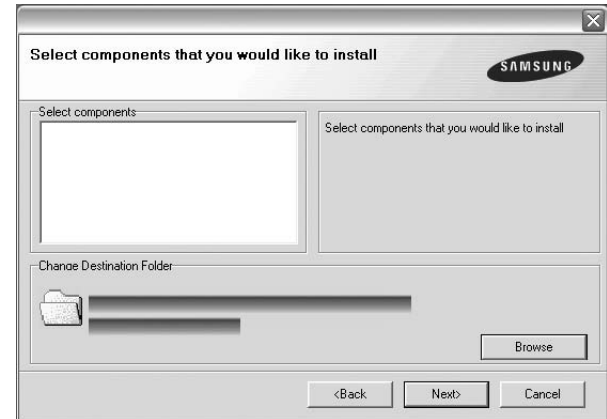 Select components that you would like to install
SAMSUNG
Select components
Select components that you would like to install
Change Destination Folder
Browse
<Back
Next>
Cancel